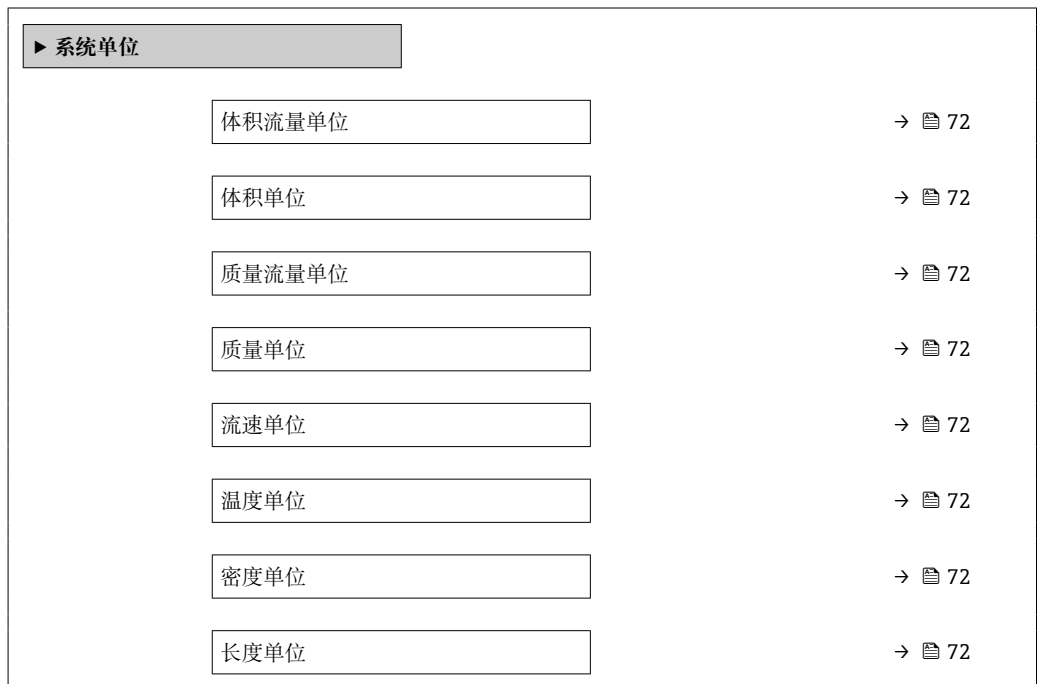 ▶ 系统单位
体积流量单位 → 🖺 72
体积单位 → 🖺 72
质量流量单位 → 🖺 72
质量单位 → 🖺 72
流速单位 → 🖺 72
温度单位 → 🖺 72
密度单位 → 🖺 72
长度单位 → 🖺 72